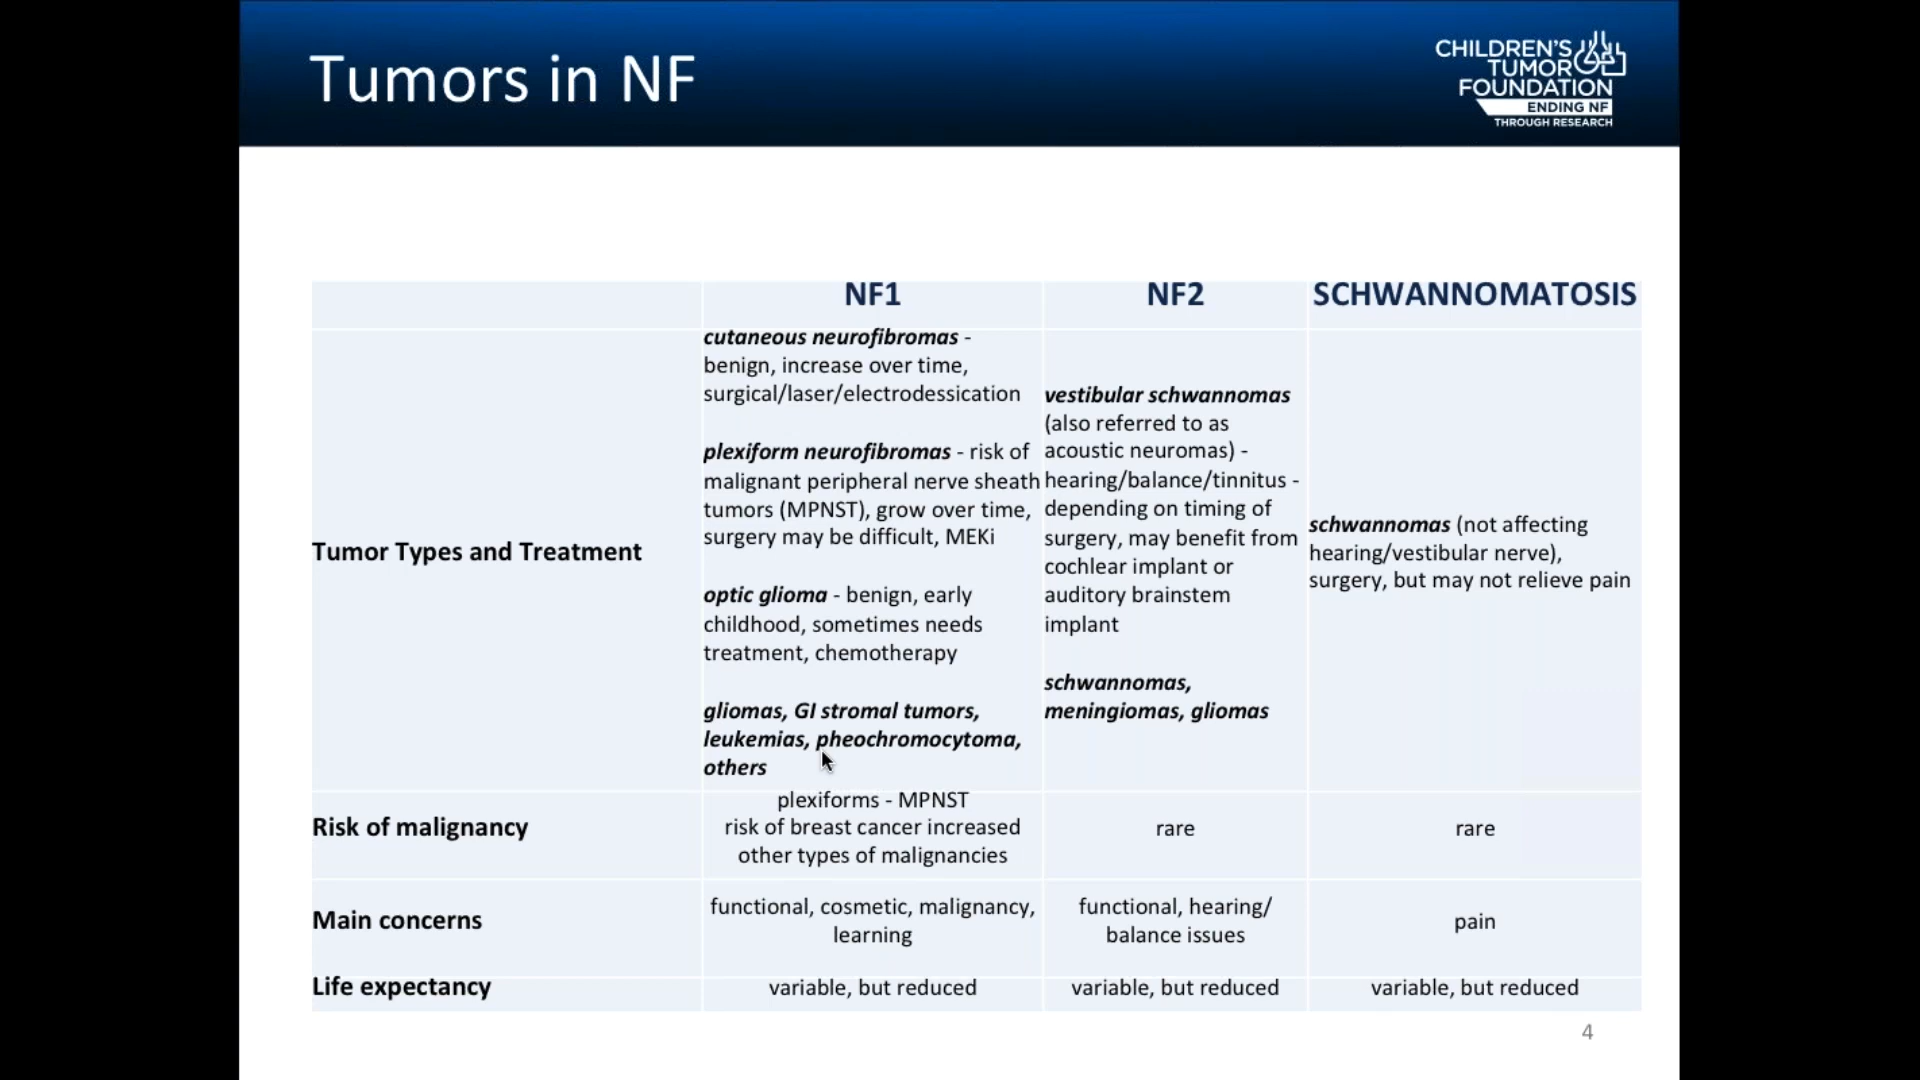 Tumors in NF
CHILDREN'S
TUMOR
FOUNDATION
ENDING NF
THROUGH RESEARCH
NF1
NF2
SCHWANNOMATOSIS
Tumor Types and Treatment
cutaneous neurofibromas -
benign, increase over time,
surgical/laser/electrodessication
plexiform neurofibromas - risk of
malignant peripheral nerve sheath
tumors (MPNST), grow over time,
surgery may be difficult, MEKi
optic glioma - benign, early
childhood, sometimes needs
treatment, chemotherapy
gliomas, GI stromal tumors,
leukemias, pheochromocytoma,
others
vestibular schwannomas
(also referred to as
acoustic neuromas) -
hearing/balance/tinnitus -
depending on timing of
surgery, may benefit from
cochlear implant or
auditory brainstem
implant
schwannomas,
meningiomas, gliomas
schwannomas (not affecting
hearing/vestibular nerve),
surgery, but may not relieve pain
Risk of malignancy
plexiforms - MPNST
risk of breast cancer increased
other types of malignancies
rare
rare
Main concerns
functional, cosmetic, malignancy,
learning
functional, hearing/
balance issues
pain
Life expectancy
variable, but reduced
variable, but reduced
variable, but reduced
4